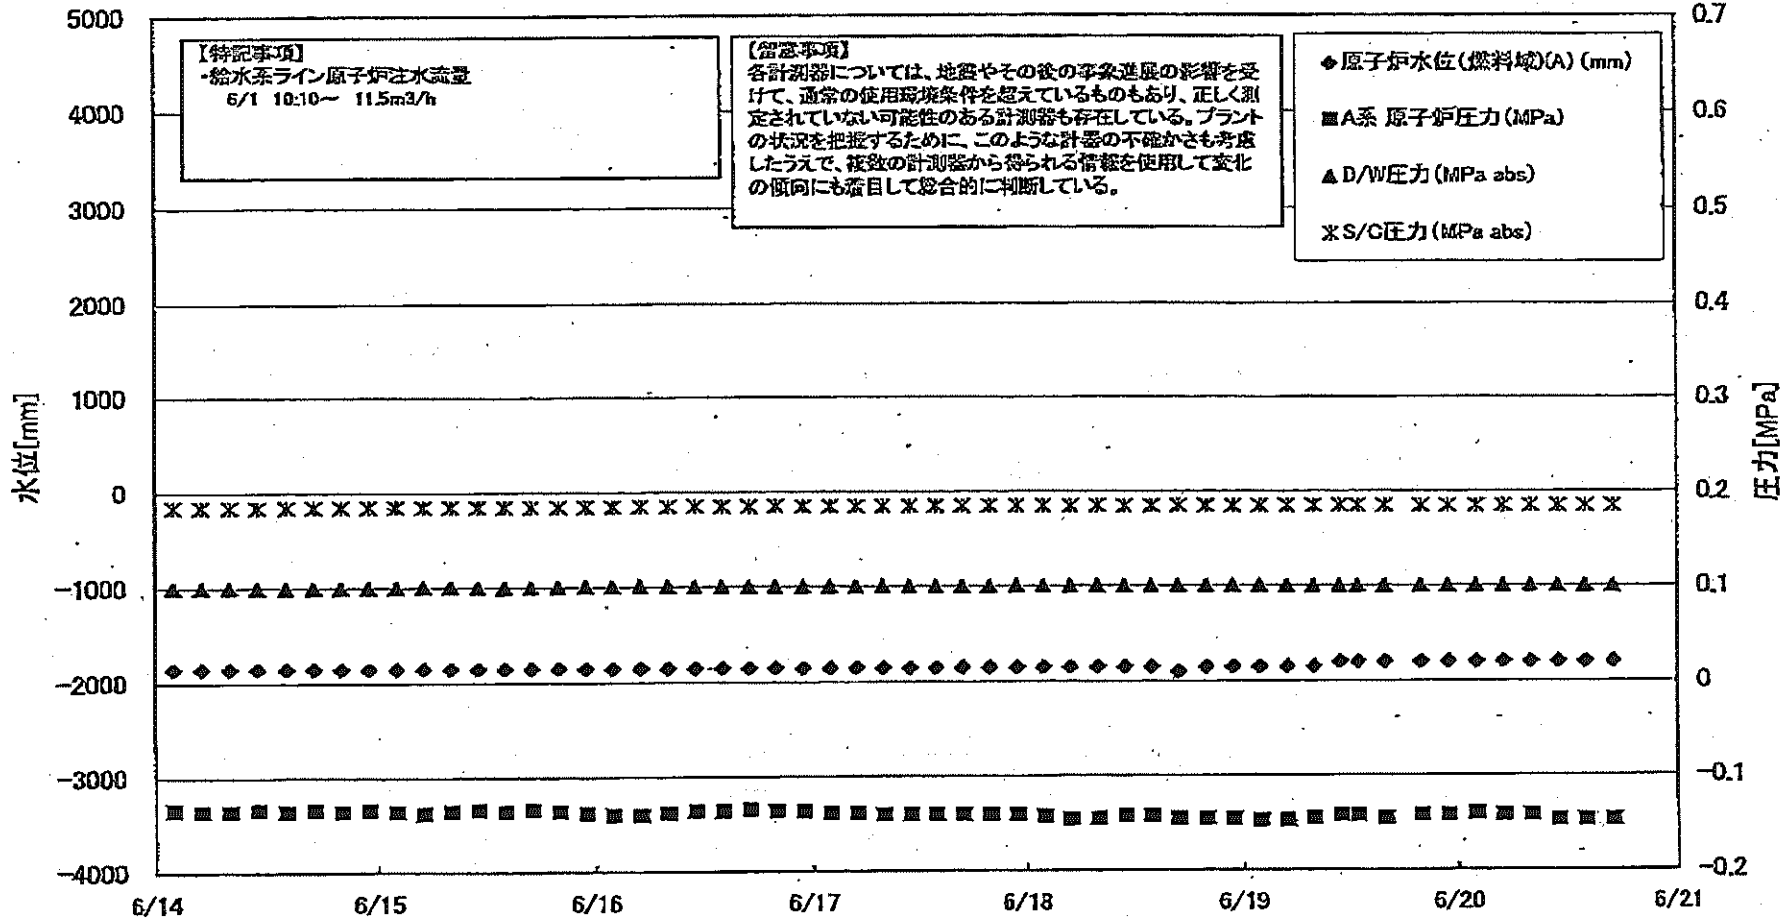 5000
4000
3000
2000
1000
0
-1000
-2000
-3000
-4000
水位[mm]
【特記事項】
・給水系ライン原子炉注水流量
6/1 10:10～ 11.5m3/h
【留意事項】
各計測器については、地震やその後の事象進展の影響を受
けて、通常の使用環境条件を超えているものもあり、正しく測
定されていない可能性のある計測器も存在している。プラント
の状況を把握するために、このような計器の不確かさも考慮
したうえで、複数の計測器から得られる情報を使用して変化
の傾向にも着目して総合的に判断している。
原子炉水位(燃料域)(A) (mm)
A系 原子炉圧力(MPa)
D/W圧力(MPa abs)
S/C圧力(MPa abs)
0.7
0.6
0.5
0.4
0.3
0.2
0.1
0
-0.1
-0.2
圧力[MPa]
6/14
6/15
6/16
6/17
6/18
6/19
6/20
6/21